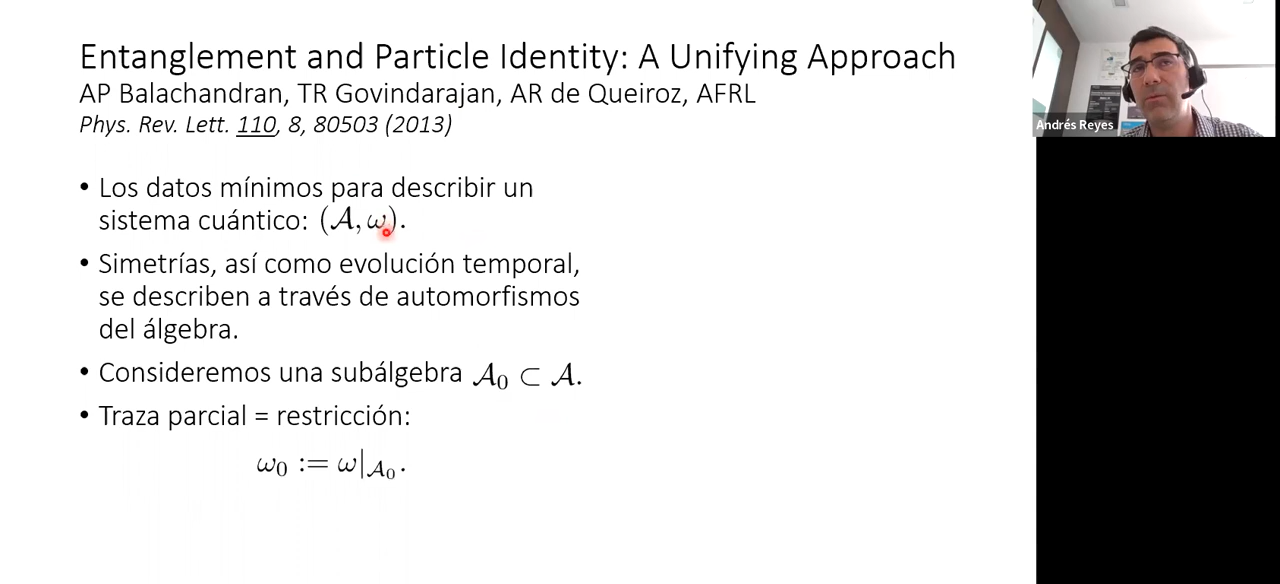 Entanglement and Particle Identity: A Unifying Approach
AP Balachandran, TR Govindarajan, AR de Queiroz, AFRL
Phys. Rev. Lett. 110, 8, 80503 (2013)
• Los datos mínimos para describir un
sistema cuántico: (𝒜, ω).
• Simetrías, así como evolución temporal,
se describen a través de automorfismos
del álgebra.
• Consideremos una subálgebra 𝒜₀ ⊂ 𝒜.
• Traza parcial = restricción:
ω₀ := ω|𝒜₀.
Andrés Reyes